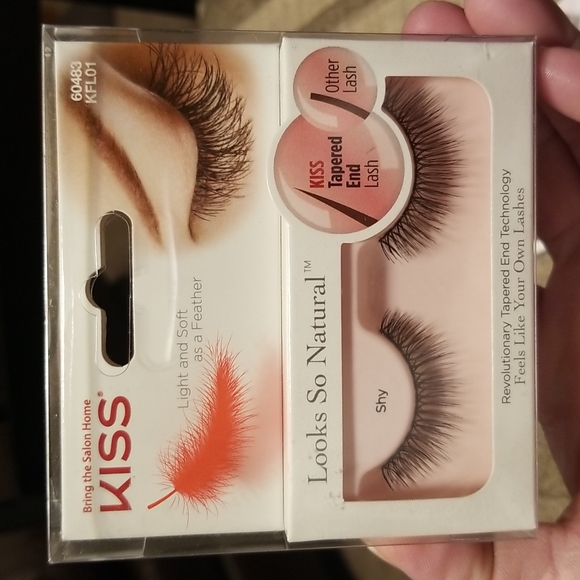 60483
KFL01
Bring the Salon Home
KISS®
Light and Soft
as a Feather
Other
Lash
KISS
Tapered
End
Lash
Looks So Natural™
Shy
Revolutionary Tapered End Technology
Feels Like Your Own Lashes